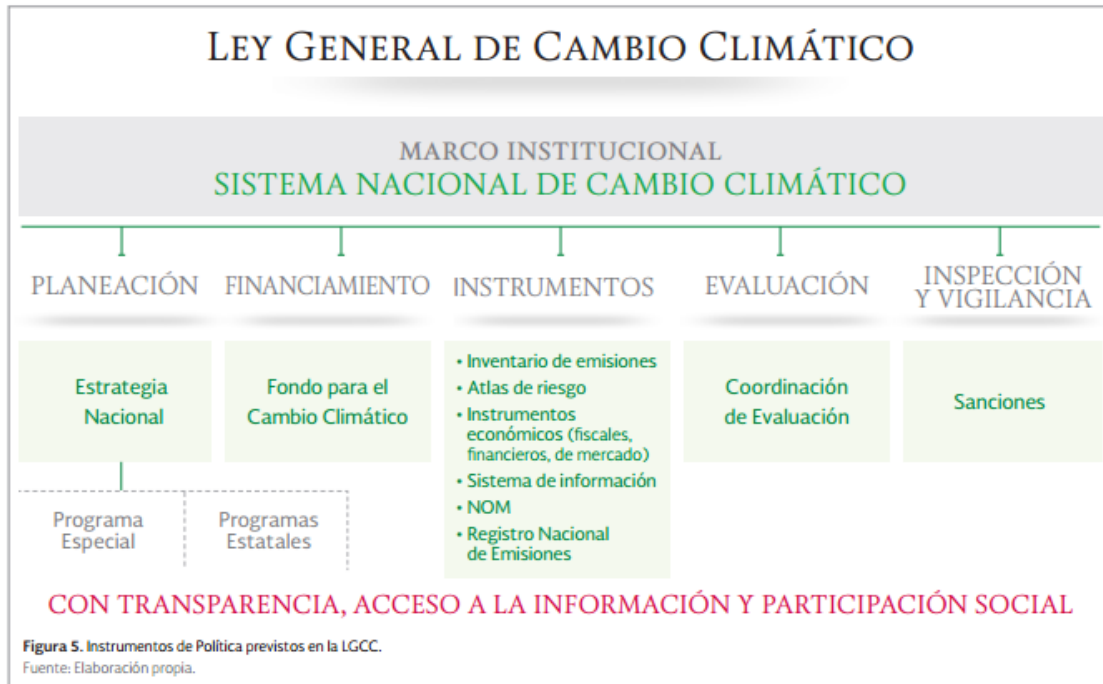 LEY GENERAL DE CAMBIO CLIMÁTICO
MARCO INSTITUCIONAL
SISTEMA NACIONAL DE CAMBIO CLIMÁTICO
PLANEACIÓN
Estrategia
Nacional
Programa
Especial
Programas
Estatales
FINANCIAMIENTO
Fondo para el
Cambio Climático
INSTRUMENTOS
• Inventario de emisiones
• Atlas de riesgo
• Instrumentos
económicos (fiscales,
financieros, de mercado)
• Sistema de información
• NOM
• Registro Nacional
de Emisiones
EVALUACIÓN
Coordinación
de Evaluación
INSPECCIÓN
Y VIGILANCIA
Sanciones
CON TRANSPARENCIA, ACCESO A LA INFORMACIÓN Y PARTICIPACIÓN SOCIAL
Figura 5. Instrumentos de Política previstos en la LGCC.
Fuente: Elaboración propia.